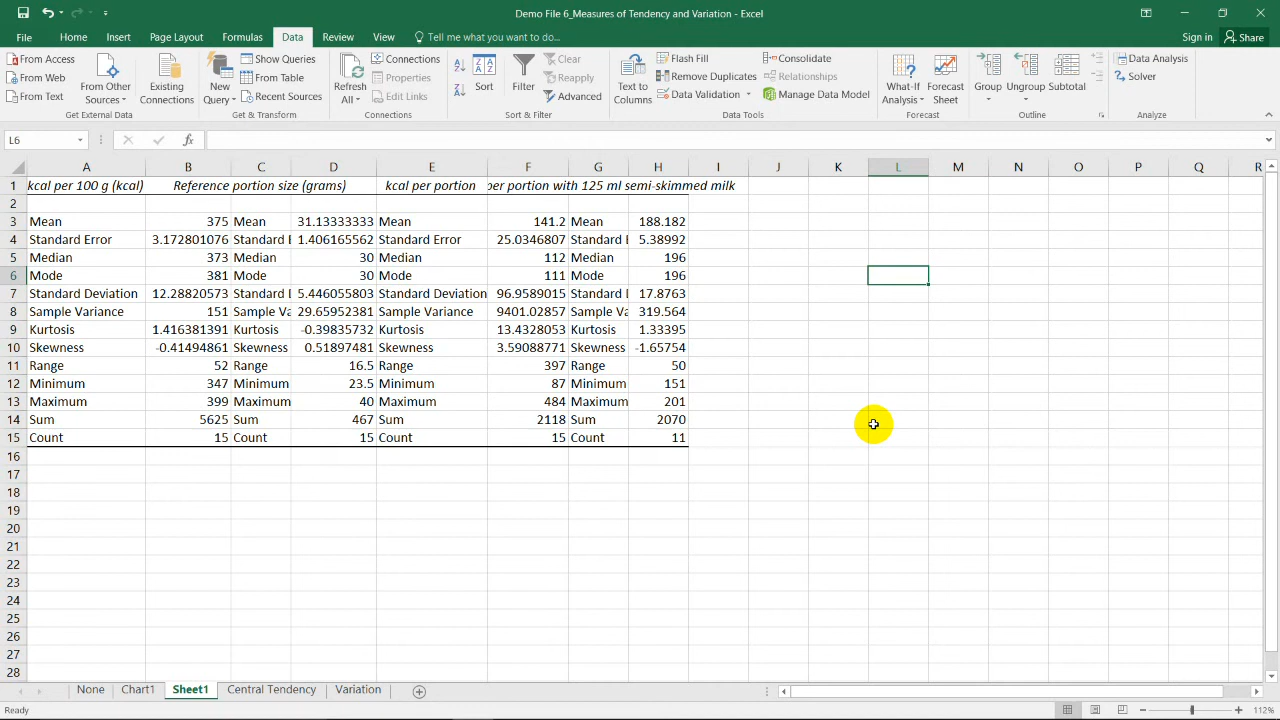 Demo File 6_Measures of Tendency and Variation - Excel
File Home Insert Page Layout Formulas Data Review View Tell me what you want to do... Sign in Share
From Access From Web From Text From Other Sources Existing Connections Get External Data
New Query Show Queries From Table Recent Sources Get & Transform
Refresh All Connections Properties Edit Links Connections
Sort Filter Clear Reapply Advanced Sort & Filter
Text to Columns Flash Fill Remove Duplicates Data Validation Consolidate Relationships Manage Data Model Data Tools
What-If Analysis Forecast Sheet Forecast
Group Ungroup Subtotal Outline
Data Analysis Solver Analyze
L6 fx
A B C D E F G H I J K L M N O P Q R
1 kcal per 100 g (kcal) Reference portion size (grams) kcal per portion per portion with 125 ml semi-skimmed milk
2
3 Mean 375 Mean 31.13333333 Mean 141.2 Mean 188.182
4 Standard Error 3.172801076 Standard E 1.406165562 Standard Error 25.0346807 Standard E 5.38992
5 Median 373 Median 30 Median 112 Median 196
6 Mode 381 Mode 30 Mode 111 Mode 196
7 Standard Deviation 12.28820573 Standard D 5.446055803 Standard Deviation 96.9589015 Standard D 17.8763
8 Sample Variance 151 Sample Va 29.65952381 Sample Variance 9401.02857 Sample Va 319.564
9 Kurtosis 1.416381391 Kurtosis -0.39835732 Kurtosis 13.4328053 Kurtosis 1.33395
10 Skewness -0.41494861 Skewness 0.51897481 Skewness 3.59088771 Skewness -1.65754
11 Range 52 Range 16.5 Range 397 Range 50
12 Minimum 347 Minimum 23.5 Minimum 87 Minimum 151
13 Maximum 399 Maximum 40 Maximum 484 Maximum 201
14 Sum 5625 Sum 467 Sum 2118 Sum 2070
15 Count 15 Count 15 Count 15 Count 11
16
17
18
19
20
21
22
23
24
25
26
27
28
None Chart1 Sheet1 Central Tendency Variation
Ready 112%